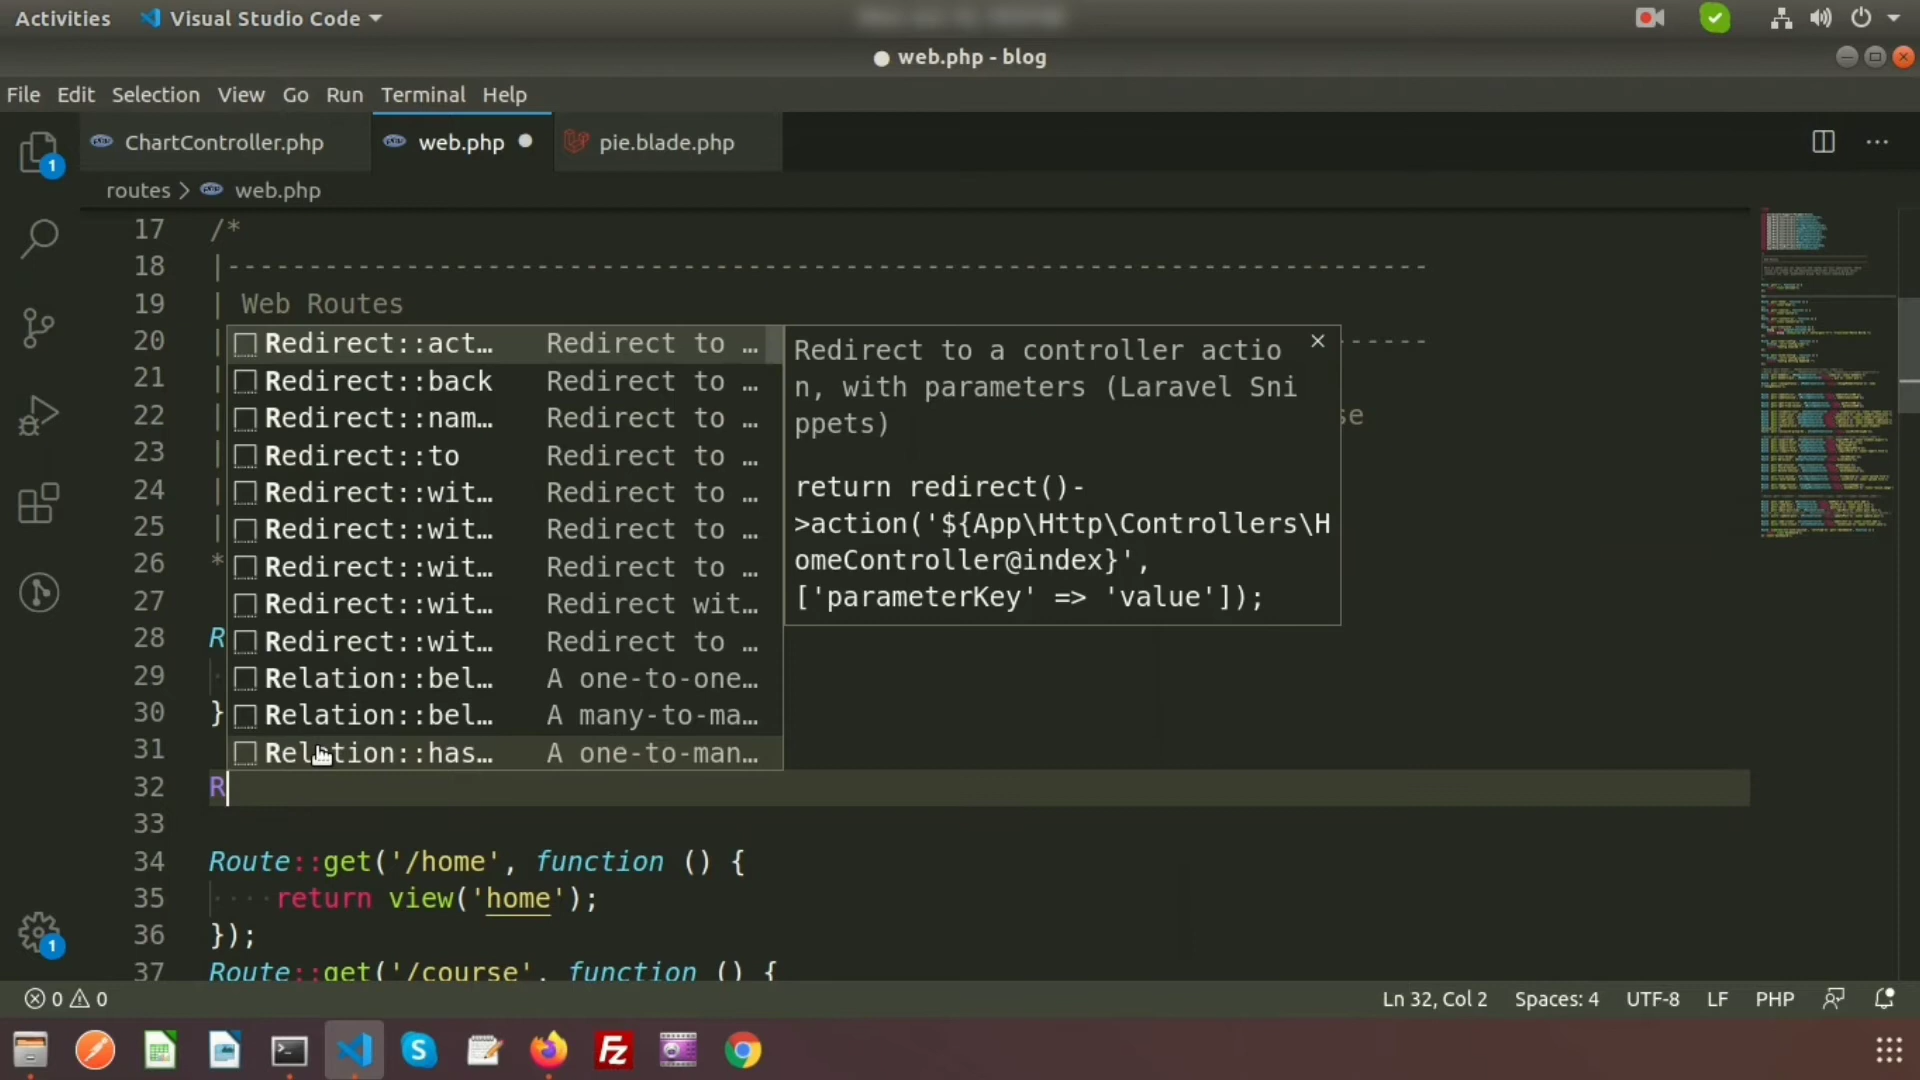 Activities
Visual Studio Code
web.php - blog
File Edit Selection View Go Run Terminal Help
1
ChartController.php
web.php
pie.blade.php
routes > web.php
17 /*
18 |--------------------------------------------------------------------------
19 | Web Routes
20 |
21 |
22 | se
23 |
24 |
25 |
26 *
27
28 R
29
30 }
31
32 R
33
34 Route::get('/home', function () {
35 ····return view('home');
36 });
37 Route::get('/course', function () {
Redirect::act… Redirect to …
Redirect::back Redirect to …
Redirect::nam… Redirect to …
Redirect::to Redirect to …
Redirect::wit… Redirect to …
Redirect::wit… Redirect to …
Redirect::wit… Redirect to …
Redirect::wit… Redirect wit…
Redirect::wit… Redirect to …
Relation::bel… A one-to-one…
Relation::bel… A many-to-ma…
Relation::has… A one-to-man…
Redirect to a controller actio
n, with parameters (Laravel Sni
ppets)
return redirect()-
>action('${App\Http\Controllers\H
omeController@index}',
['parameterKey' => 'value']);
1
0 0
Ln 32, Col 2 Spaces: 4 UTF-8 LF PHP
S
Fz